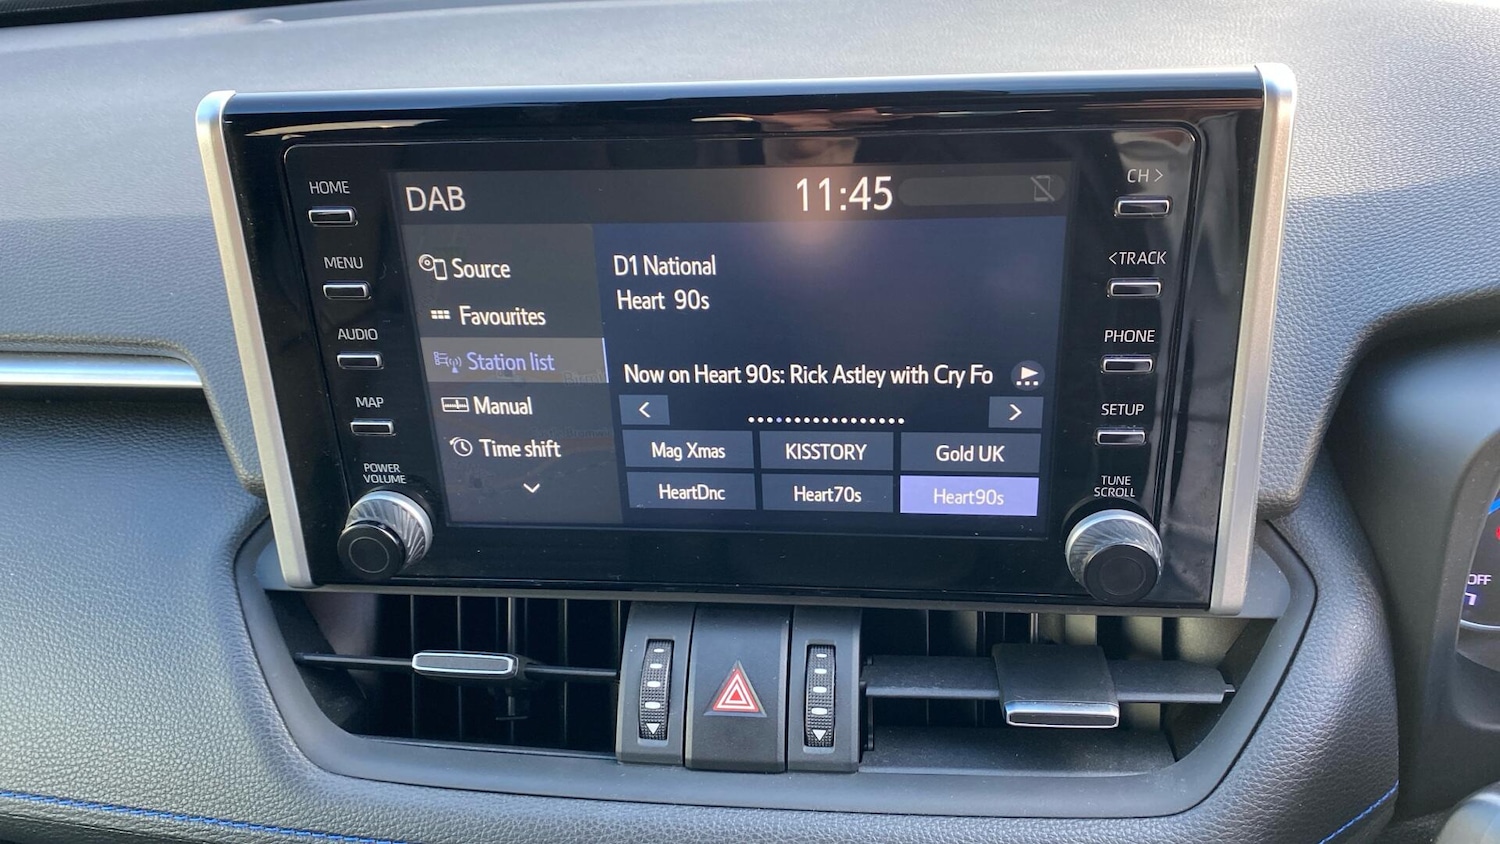 HOME
MENU
AUDIO
MAP
POWER
VOLUME
DAB
11:45
Source
Favourites
Station list
Manual
Time shift
D1 National
Heart 90s
Now on Heart 90s: Rick Astley with Cry Fo
Mag Xmas
KISSTORY
Gold UK
HeartDnc
Heart70s
Heart90s
CH >
<TRACK
PHONE
SETUP
TUNE
SCROLL
OFF